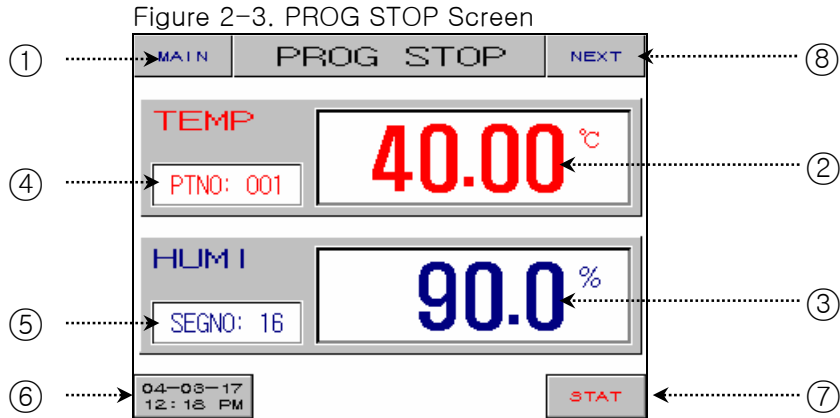 Figure 2-3. PROG STOP Screen
① MAIN PROG STOP NEXT ⑧
TEMP
40.00 ℃ ②
④ PTNO: 001
HUMI
90.0 % ③
⑤ SEGNO: 16
⑥ 04-03-17
12:18 PM
STAT ⑦